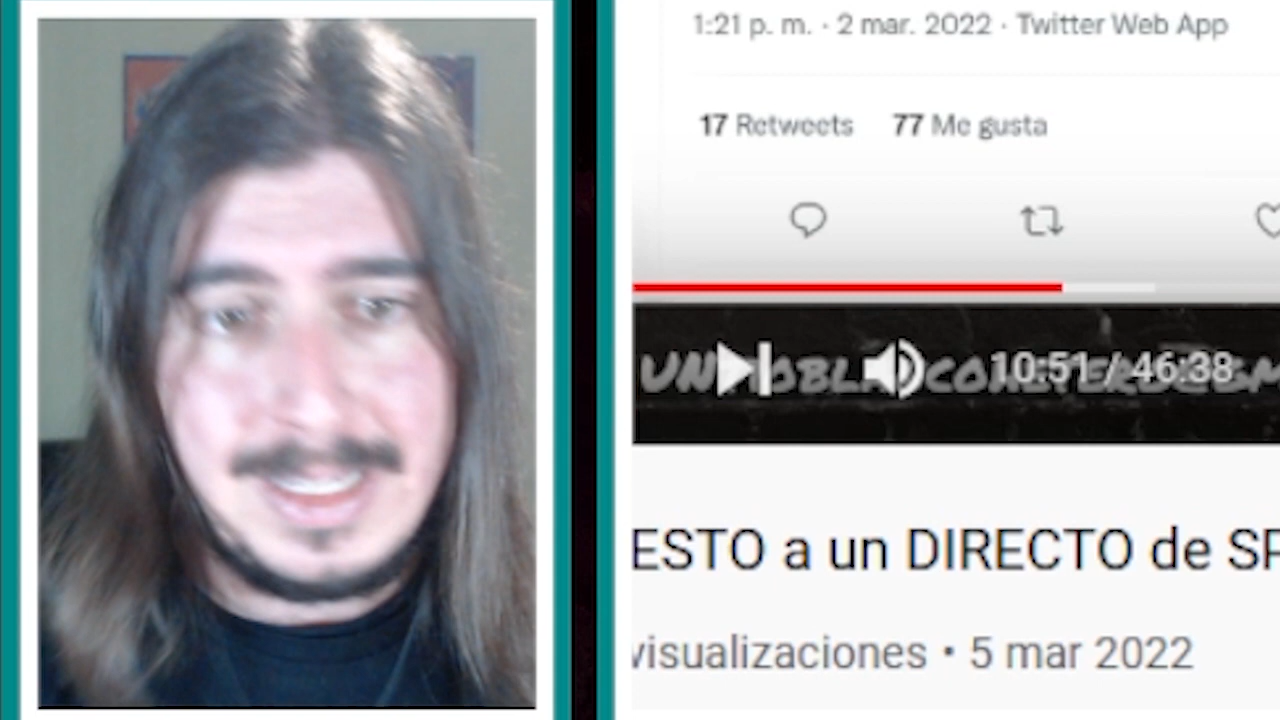 1:21 p. m. · 2 mar. 2022 · Twitter Web App
17 Retweets 77 Me gusta
10:51 / 46:38
ESTO a un DIRECTO de SP
visualizaciones • 5 mar 2022